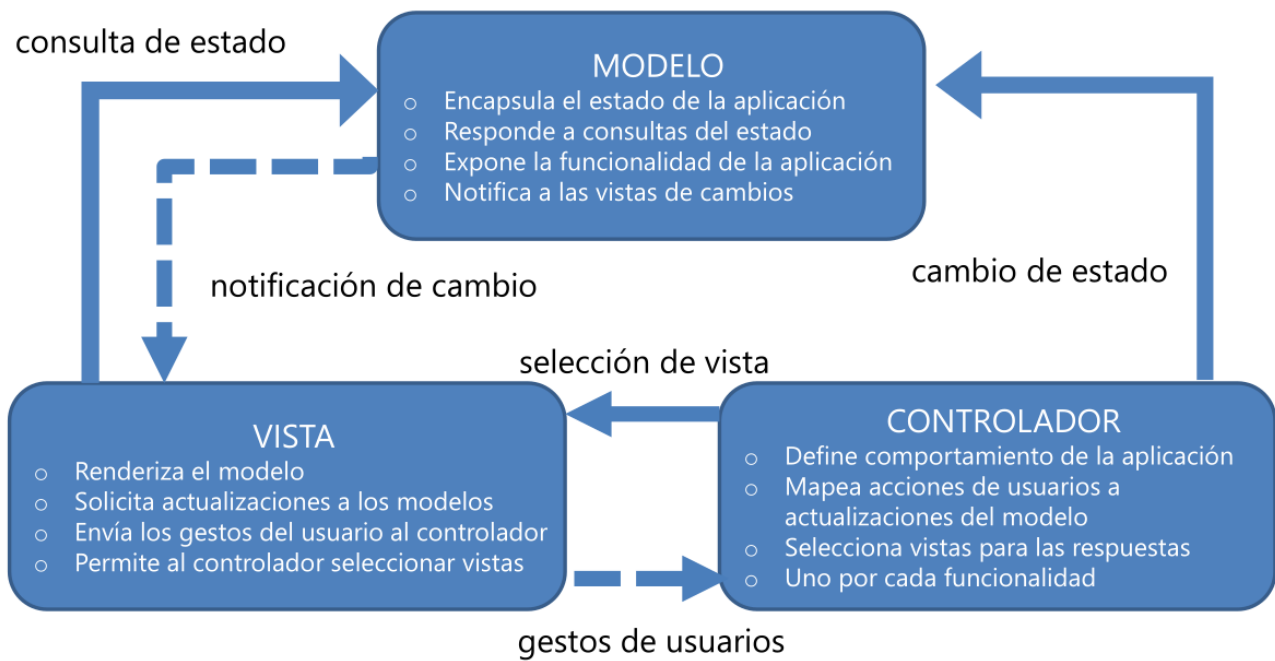 consulta de estado
MODELO
o Encapsula el estado de la aplicación
o Responde a consultas del estado
o Expone la funcionalidad de la aplicación
o Notifica a las vistas de cambios
notificación de cambio
cambio de estado
selección de vista
VISTA
o Renderiza el modelo
o Solicita actualizaciones a los modelos
o Envía los gestos del usuario al controlador
o Permite al controlador seleccionar vistas
CONTROLADOR
o Define comportamiento de la aplicación
o Mapea acciones de usuarios a
actualizaciones del modelo
o Selecciona vistas para las respuestas
o Uno por cada funcionalidad
gestos de usuarios